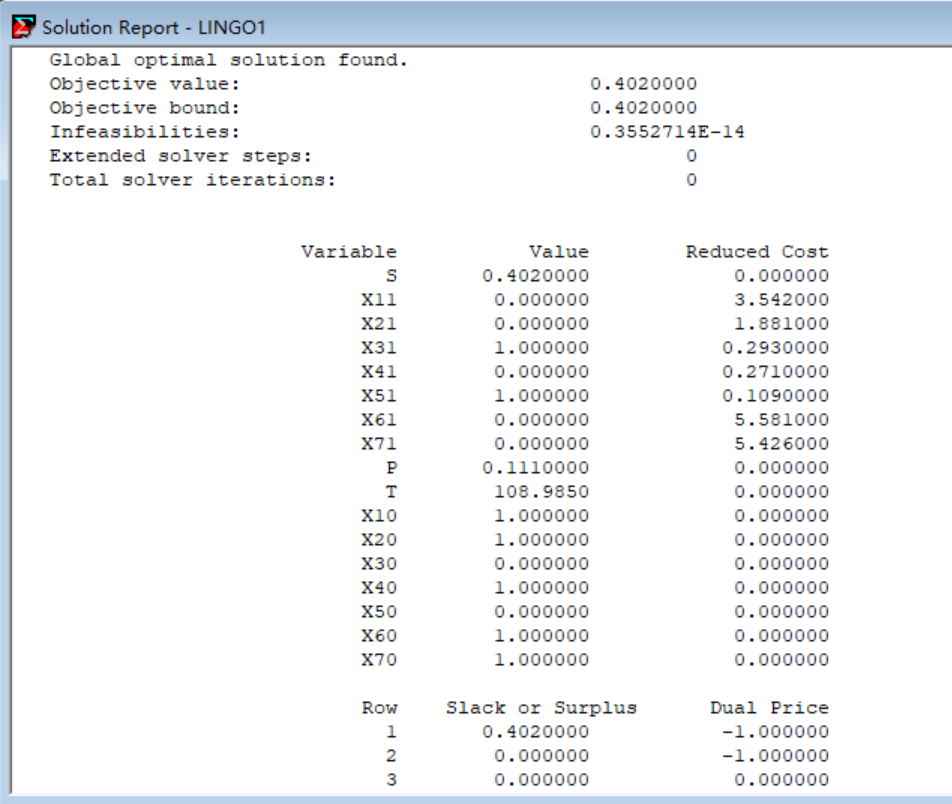 Solution Report - LINGO1
Global optimal solution found.
Objective value: 0.4020000
Objective bound: 0.4020000
Infeasibilities: 0.3552714E-14
Extended solver steps: 0
Total solver iterations: 0
Variable Value Reduced Cost
S 0.4020000 0.000000
X11 0.000000 3.542000
X21 0.000000 1.881000
X31 1.000000 0.2930000
X41 0.000000 0.2710000
X51 1.000000 0.1090000
X61 0.000000 5.581000
X71 0.000000 5.426000
P 0.1110000 0.000000
T 108.9850 0.000000
X10 1.000000 0.000000
X20 1.000000 0.000000
X30 0.000000 0.000000
X40 1.000000 0.000000
X50 0.000000 0.000000
X60 1.000000 0.000000
X70 1.000000 0.000000
Row Slack or Surplus Dual Price
1 0.4020000 -1.000000
2 0.000000 -1.000000
3 0.000000 0.000000